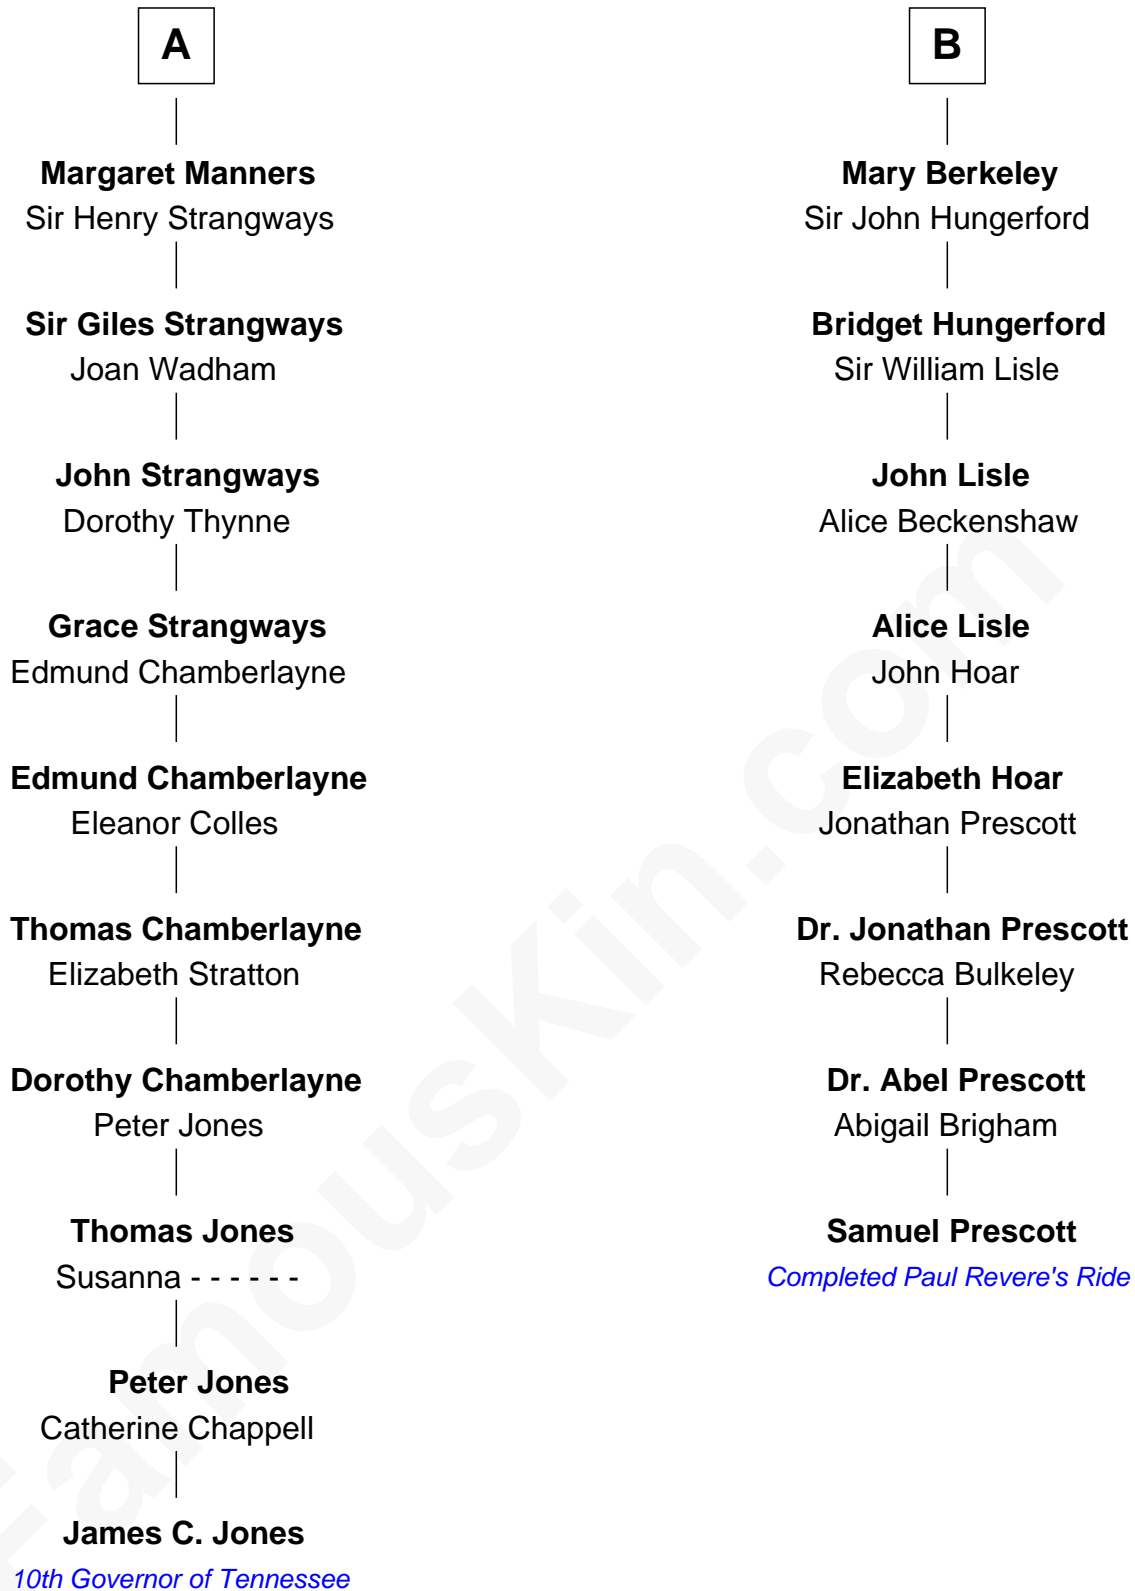 A
Margaret Manners
Sir Henry Strangways
Sir Giles Strangways
Joan Wadham
John Strangways
Dorothy Thynne
Grace Strangways
Edmund Chamberlayne
Edmund Chamberlayne
Eleanor Colles
Thomas Chamberlayne
Elizabeth Stratton
Dorothy Chamberlayne
Peter Jones
Thomas Jones
Susanna - - - - - -
Peter Jones
Catherine Chappell
James C. Jones
10th Governor of Tennessee
B
Mary Berkeley
Sir John Hungerford
Bridget Hungerford
Sir William Lisle
John Lisle
Alice Beckenshaw
Alice Lisle
John Hoar
Elizabeth Hoar
Jonathan Prescott
Dr. Jonathan Prescott
Rebecca Bulkeley
Dr. Abel Prescott
Abigail Brigham
Samuel Prescott
Completed Paul Revere's Ride
FamousKin.com